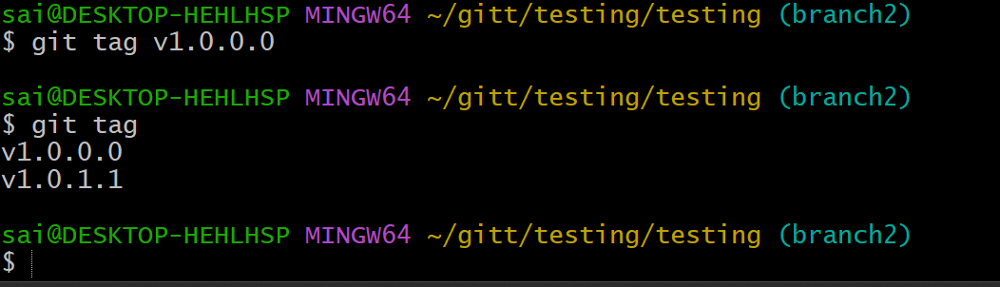 sai@DESKTOP-HEHLHSP MINGW64 ~/gitt/testing/testing (branch2)
$ git tag v1.0.0.0
sai@DESKTOP-HEHLHSP MINGW64 ~/gitt/testing/testing (branch2)
$ git tag
v1.0.0.0
v1.0.1.1
sai@DESKTOP-HEHLHSP MINGW64 ~/gitt/testing/testing (branch2)
$